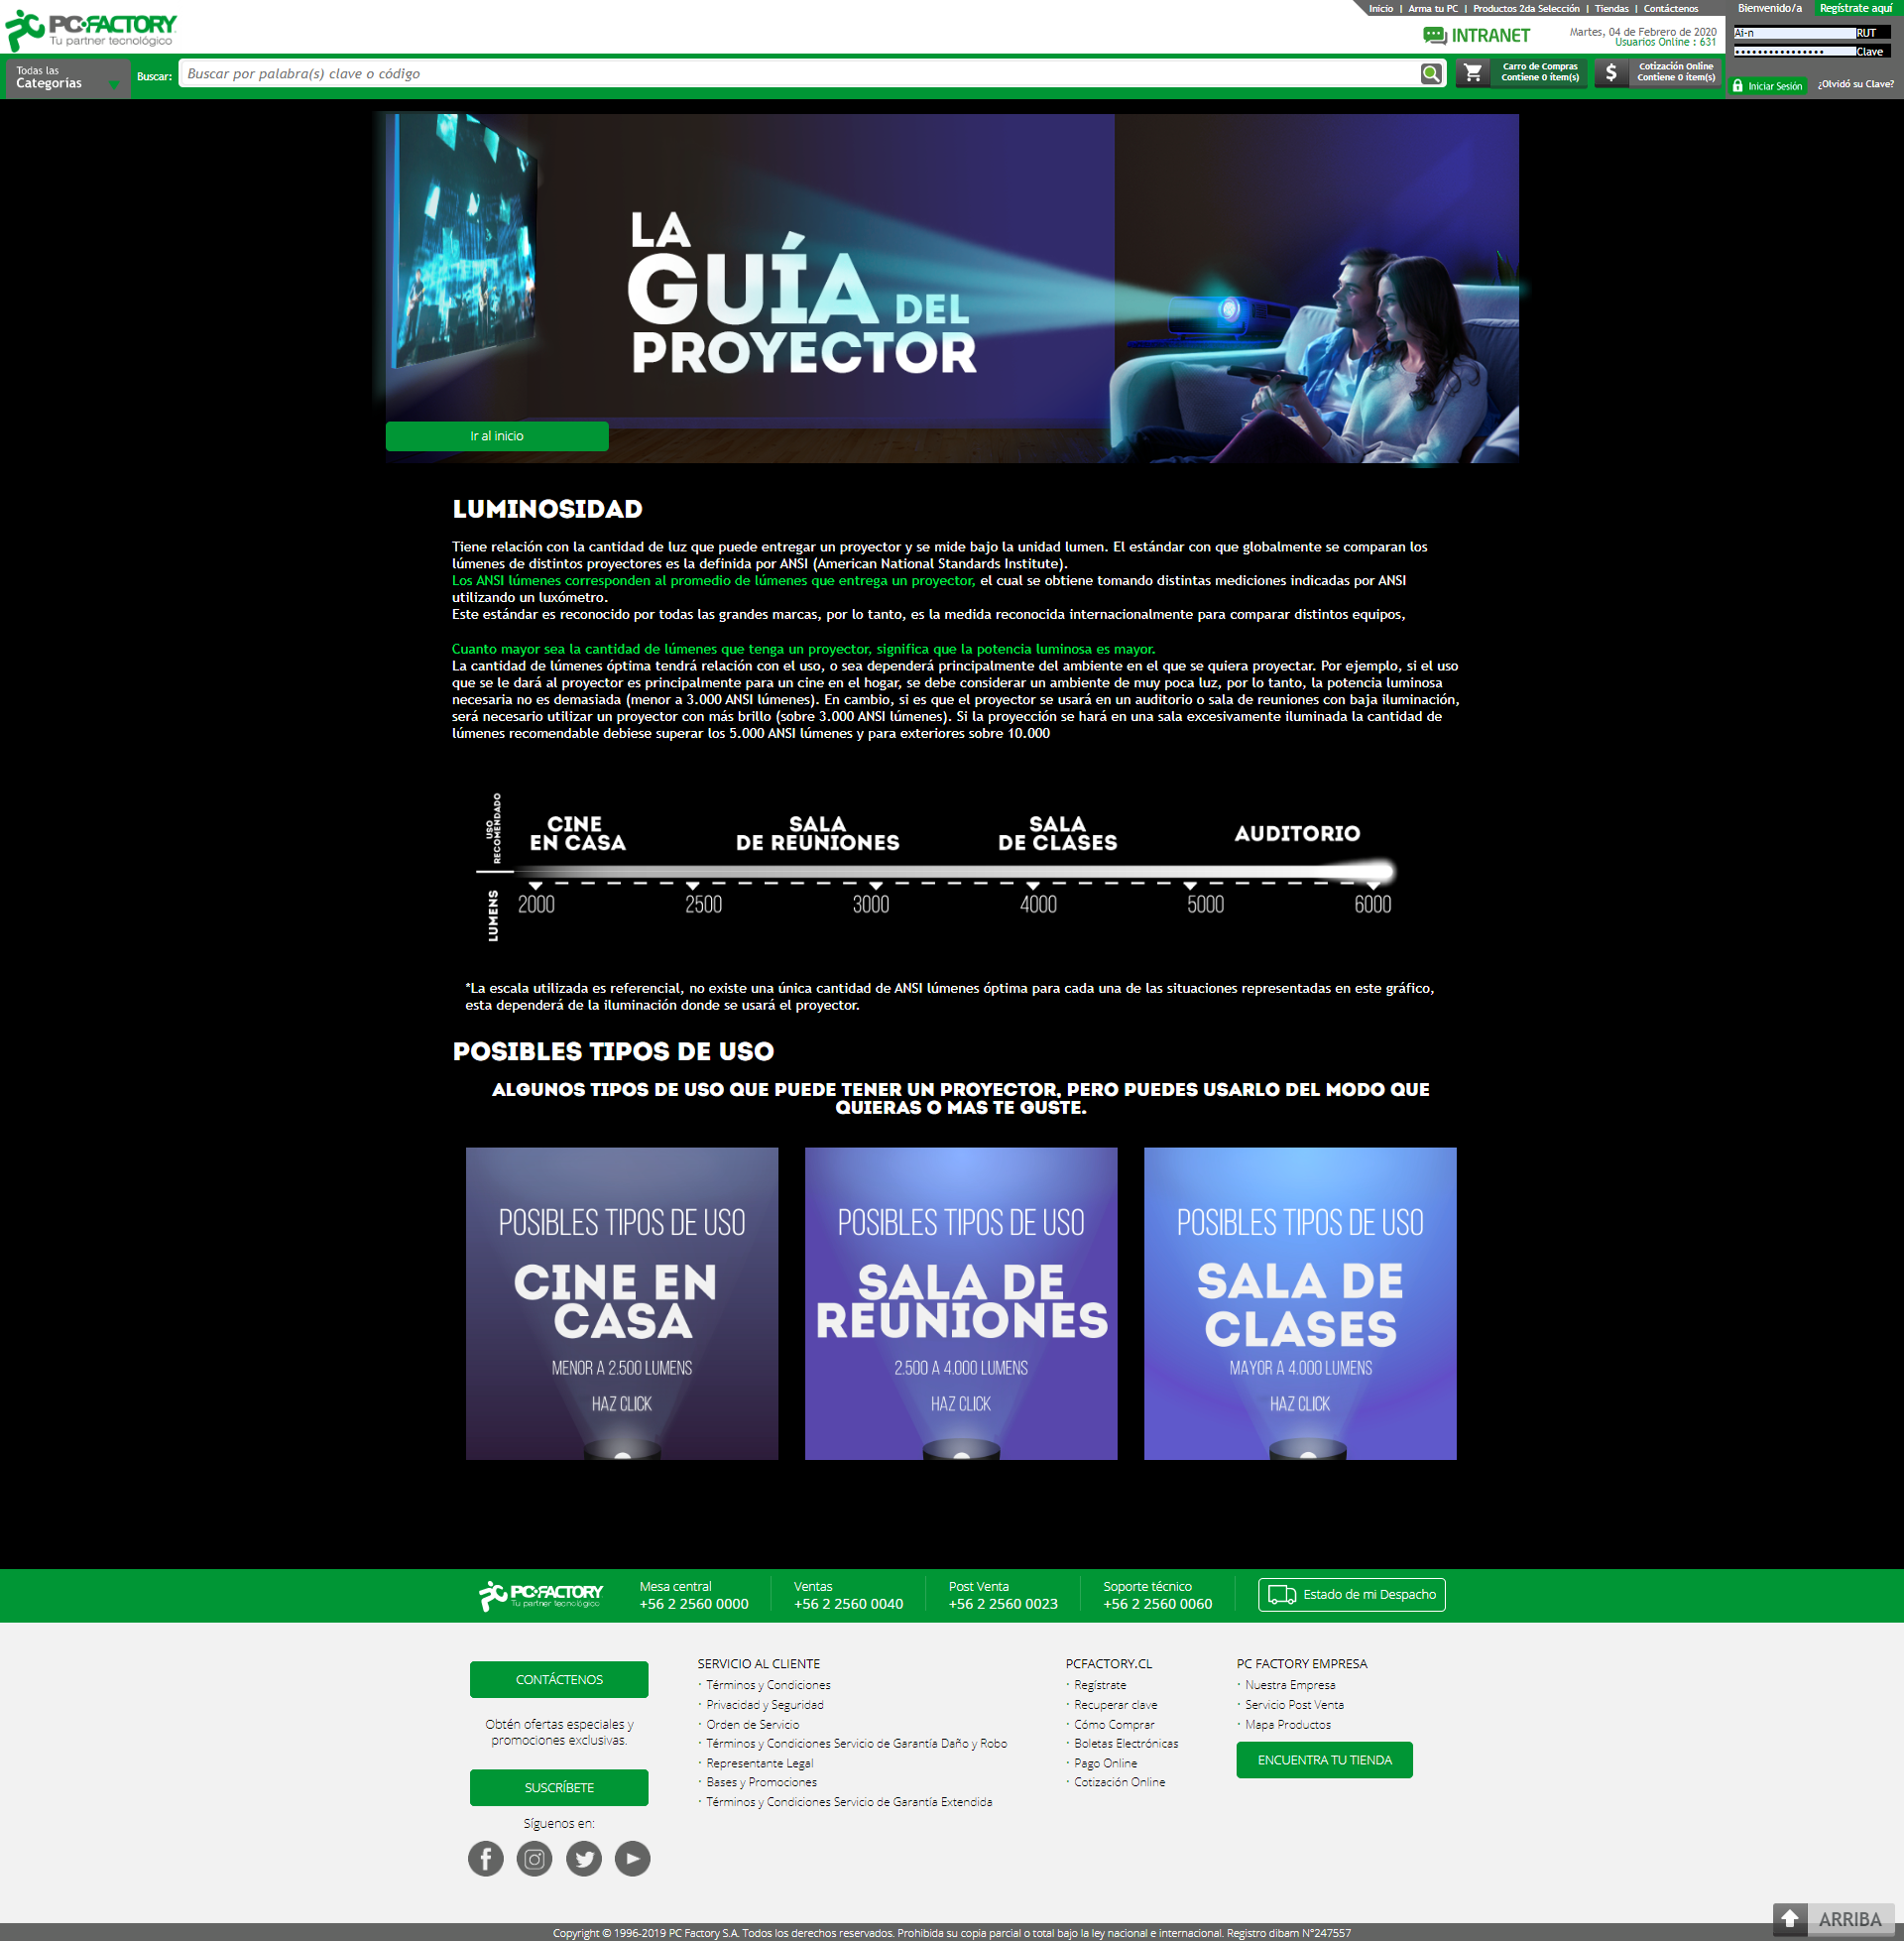 PC FACTORY
Tu partner tecnológico
Inicio | Arma tu PC | Productos 2da Selección | Tiendas | Contáctenos
Bienvenido/a
Regístrate aquí
INTRANET
Martes, 04 de Febrero de 2020
Usuarios Online : 631
Ai-n
RUT
Clave
Todas las
Categorías
Buscar:
Buscar por palabra(s) clave o código
Carro de Compras
Contiene 0 ítem(s)
$
Cotización Online
Contiene 0 ítem(s)
Iniciar Sesión
¿Olvidó su Clave?
LA
GUÍA DEL
PROYECTOR
Ir al inicio
LUMINOSIDAD
Tiene relación con la cantidad de luz que puede entregar un proyector y se mide bajo la unidad lumen. El estándar con que globalmente se comparan los
lúmenes de distintos proyectores es la definida por ANSI (American National Standards Institute).
Los ANSI lúmenes corresponden al promedio de lúmenes que entrega un proyector, el cual se obtiene tomando distintas mediciones indicadas por ANSI
utilizando un luxómetro.
Este estándar es reconocido por todas las grandes marcas, por lo tanto, es la medida reconocida internacionalmente para comparar distintos equipos,
Cuanto mayor sea la cantidad de lúmenes que tenga un proyector, significa que la potencia luminosa es mayor.
La cantidad de lúmenes óptima tendrá relación con el uso, o sea dependerá principalmente del ambiente en el que se quiera proyectar. Por ejemplo, si el uso
que se le dará al proyector es principalmente para un cine en el hogar, se debe considerar un ambiente de muy poca luz, por lo tanto, la potencia luminosa
necesaria no es demasiada (menor a 3.000 ANSI lúmenes). En cambio, si es que el proyector se usará en un auditorio o sala de reuniones con baja iluminación,
será necesario utilizar un proyector con más brillo (sobre 3.000 ANSI lúmenes). Si la proyección se hará en una sala excesivamente iluminada la cantidad de
lúmenes recomendable debiese superar los 5.000 ANSI lúmenes y para exteriores sobre 10.000
USO
RECOMENDADO
CINE
EN CASA
SALA
DE REUNIONES
SALA
DE CLASES
AUDITORIO
LUMENS
2000 2500 3000 4000 5000 6000
*La escala utilizada es referencial, no existe una única cantidad de ANSI lúmenes óptima para cada una de las situaciones representadas en este gráfico,
esta dependerá de la iluminación donde se usará el proyector.
POSIBLES TIPOS DE USO
ALGUNOS TIPOS DE USO QUE PUEDE TENER UN PROYECTOR, PERO PUEDES USARLO DEL MODO QUE
QUIERAS O MAS TE GUSTE.
POSIBLES TIPOS DE USO
CINE EN
CASA
MENOR A 2.500 LUMENS
HAZ CLICK
POSIBLES TIPOS DE USO
SALA DE
REUNIONES
2.500 A 4.000 LUMENS
HAZ CLICK
POSIBLES TIPOS DE USO
SALA DE
CLASES
MAYOR A 4.000 LUMENS
HAZ CLICK
PC FACTORY
Tu partner tecnológico
Mesa central
+56 2 2560 0000
Ventas
+56 2 2560 0040
Post Venta
+56 2 2560 0023
Soporte técnico
+56 2 2560 0060
Estado de mi Despacho
CONTÁCTENOS
Obtén ofertas especiales y
promociones exclusivas.
SUSCRÍBETE
Síguenos en:
SERVICIO AL CLIENTE
· Términos y Condiciones
· Privacidad y Seguridad
· Orden de Servicio
· Términos y Condiciones Servicio de Garantía Daño y Robo
· Representante Legal
· Bases y Promociones
· Términos y Condiciones Servicio de Garantía Extendida
PCFACTORY.CL
· Regístrate
· Recuperar clave
· Cómo Comprar
· Boletas Electrónicas
· Pago Online
· Cotización Online
PC FACTORY EMPRESA
· Nuestra Empresa
· Servicio Post Venta
· Mapa Productos
ENCUENTRA TU TIENDA
ARRIBA
Copyright © 1996-2019 PC Factory S.A. Todos los derechos reservados. Prohibida su copia parcial o total bajo la ley nacional e internacional. Registro dibam N°247557